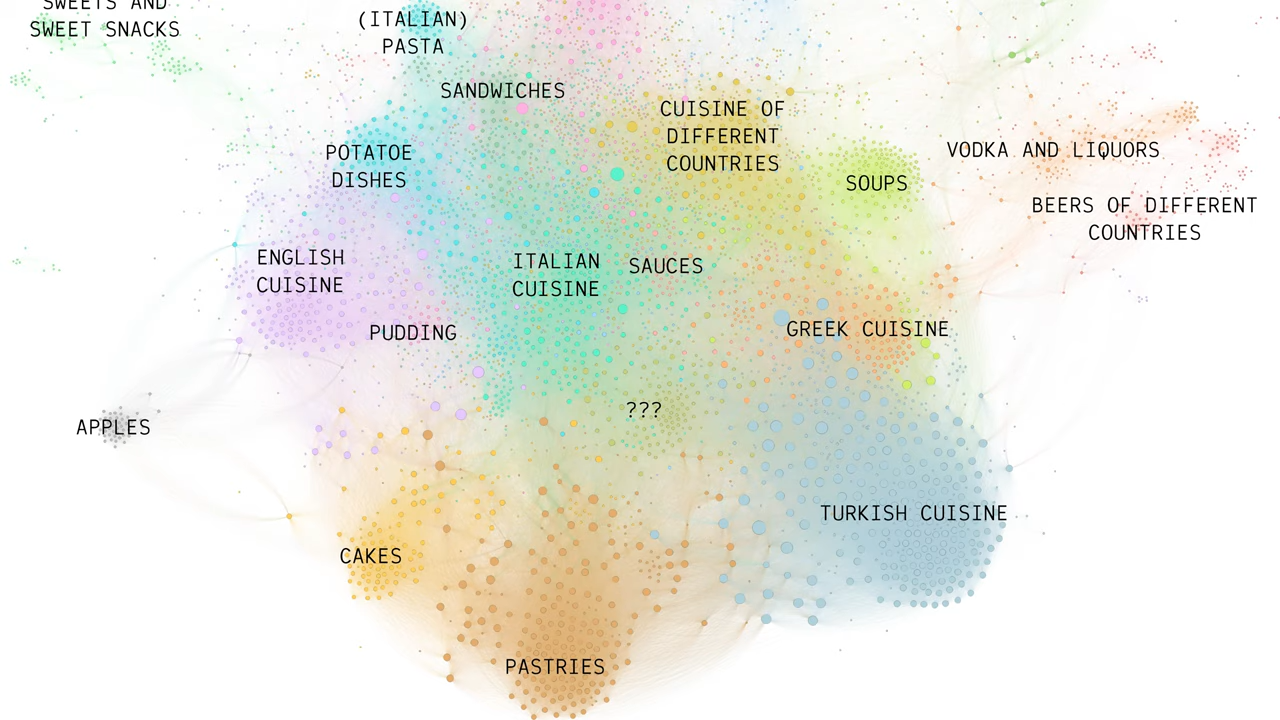 SWEETS AND
SWEET SNACKS
(ITALIAN)
PASTA
SANDWICHES
CUISINE OF
DIFFERENT
COUNTRIES
POTATOE
DISHES
SOUPS
VODKA AND LIQUORS
BEERS OF DIFFERENT
COUNTRIES
ENGLISH
CUISINE
ITALIAN
CUISINE
SAUCES
PUDDING
GREEK CUISINE
???
APPLES
TURKISH CUISINE
CAKES
PASTRIES